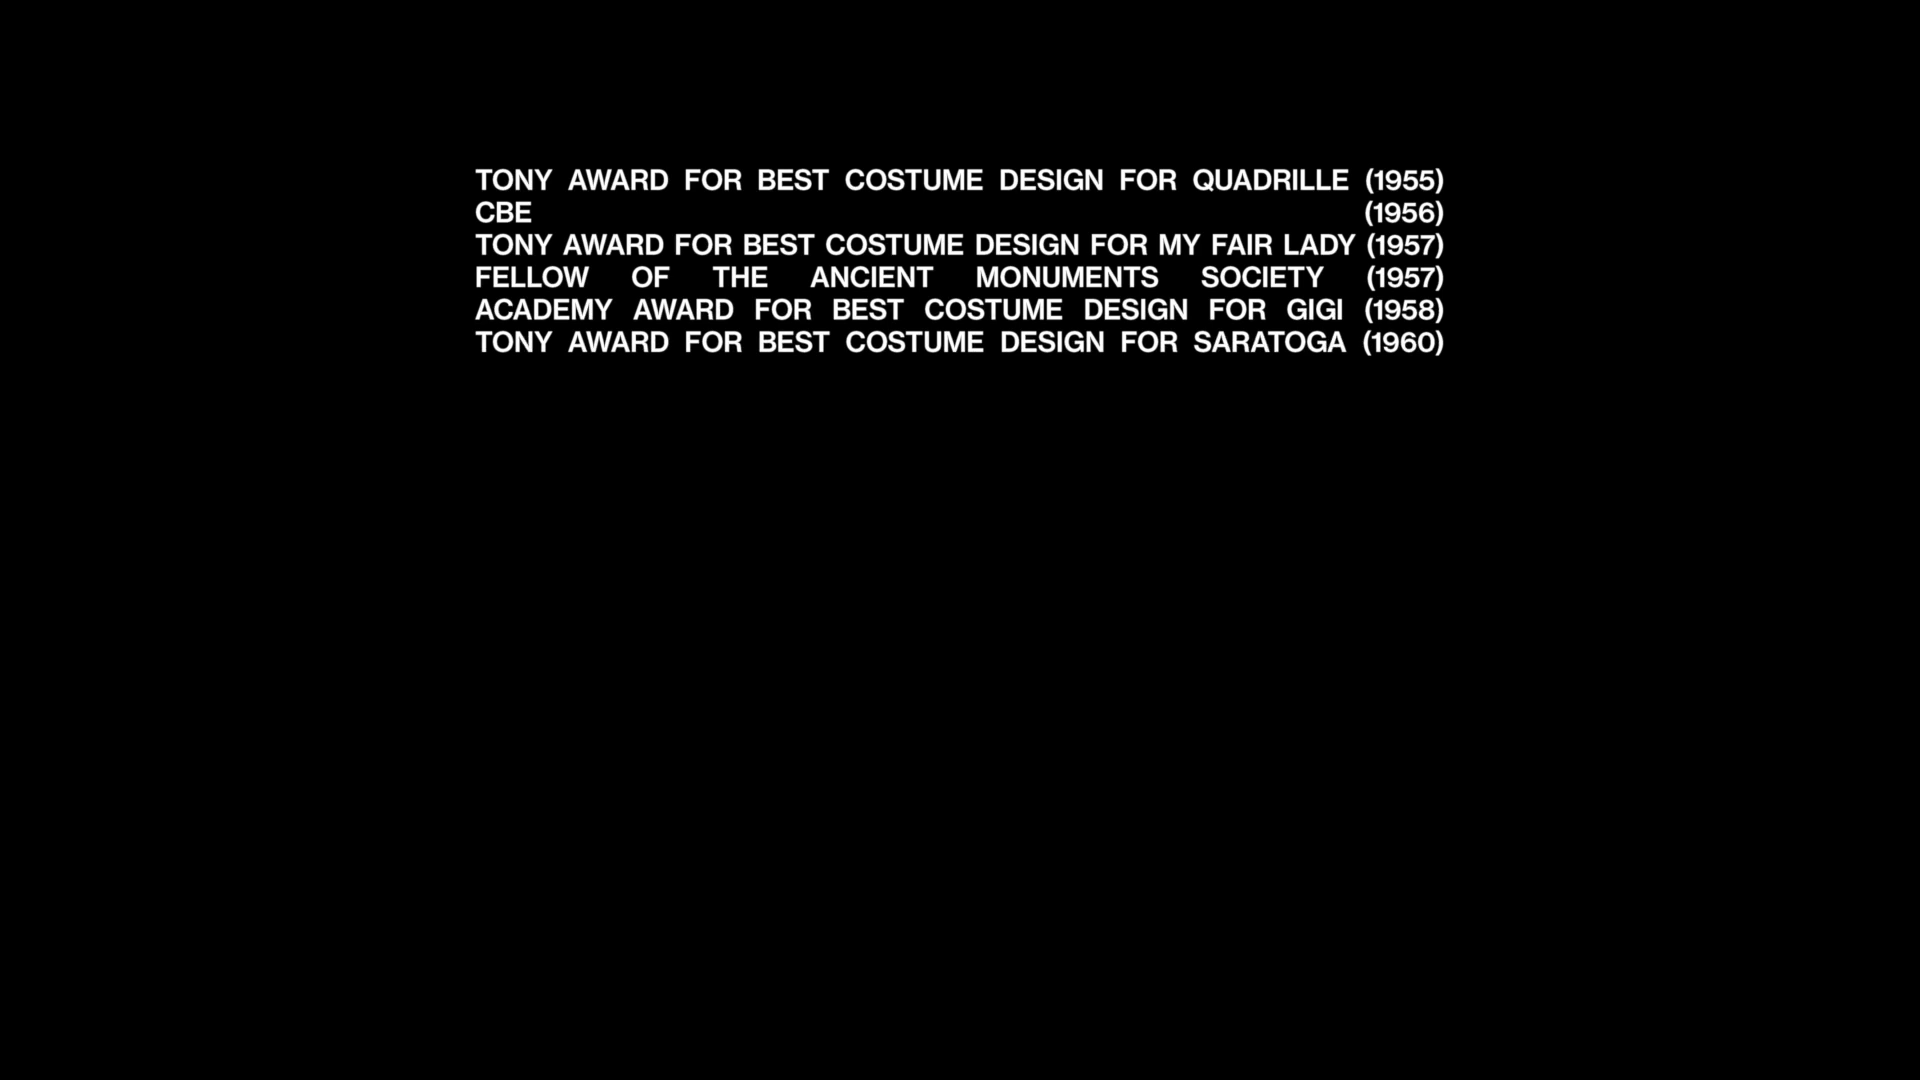 TONY AWARD FOR BEST COSTUME DESIGN FOR QUADRILLE (1955)
CBE (1956)
TONY AWARD FOR BEST COSTUME DESIGN FOR MY FAIR LADY (1957)
FELLOW OF THE ANCIENT MONUMENTS SOCIETY (1957)
ACADEMY AWARD FOR BEST COSTUME DESIGN FOR GIGI (1958)
TONY AWARD FOR BEST COSTUME DESIGN FOR SARATOGA (1960)